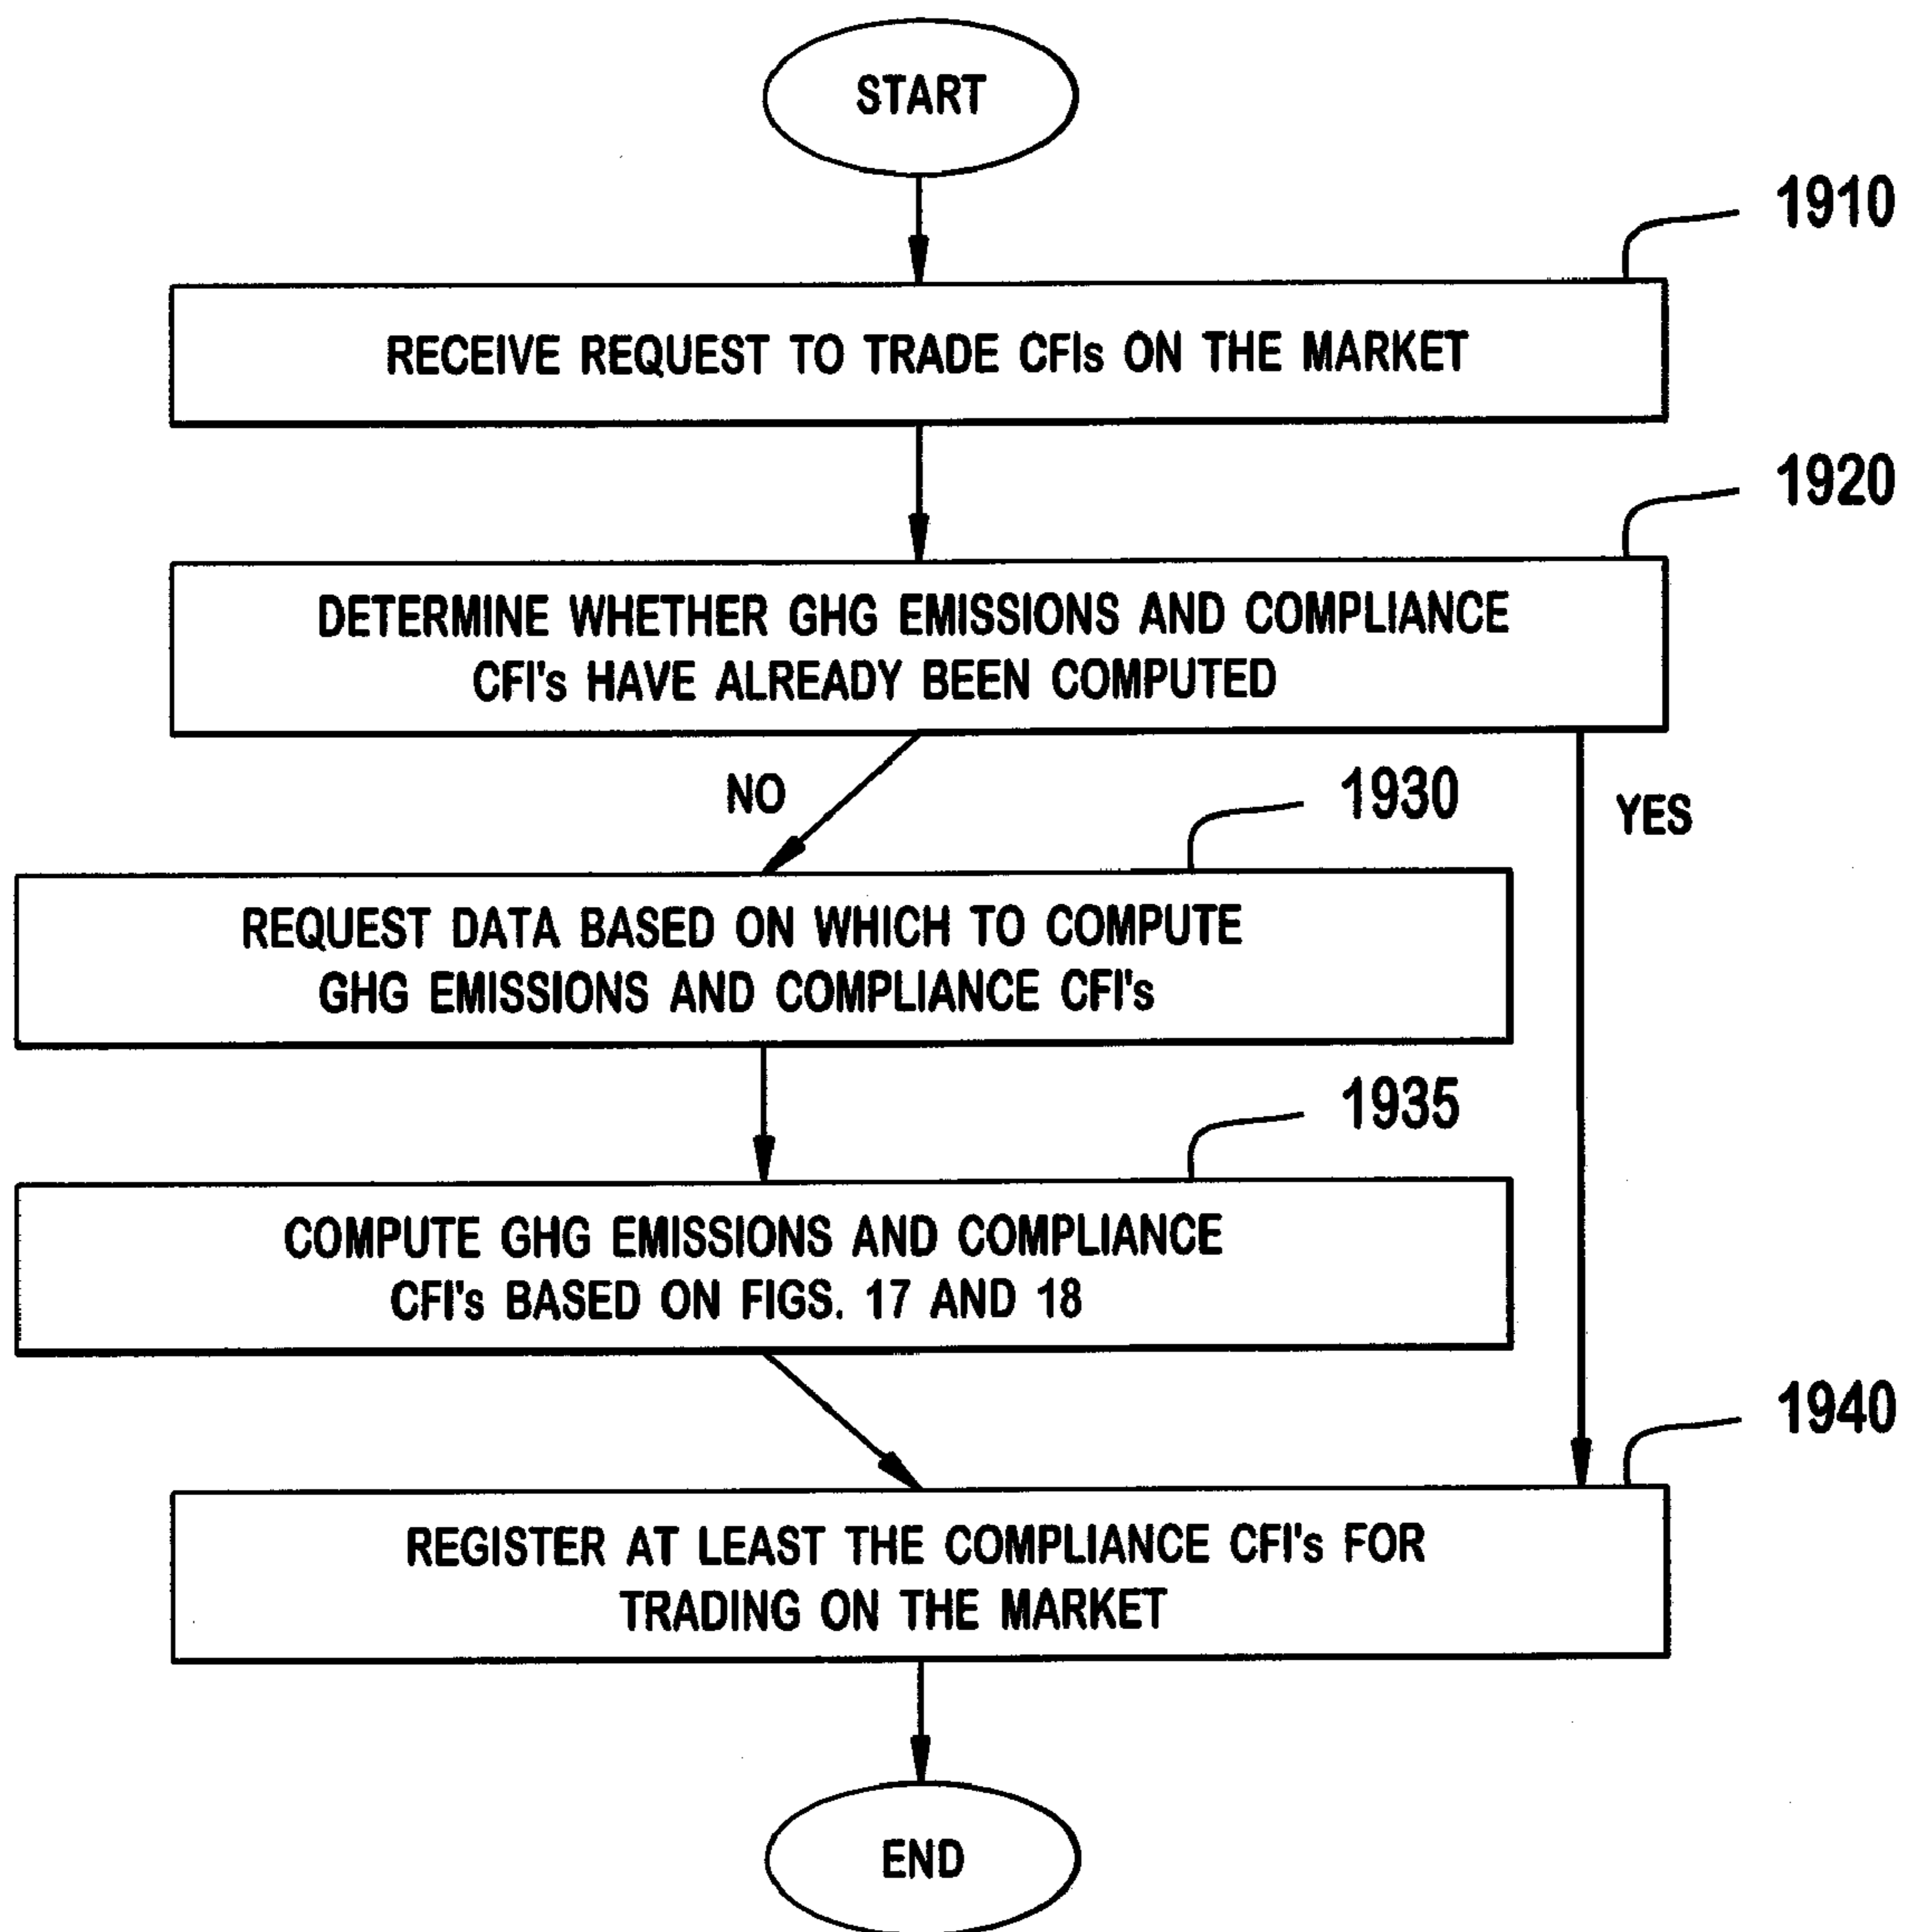 START
1910
RECEIVE REQUEST TO TRADE CFIs ON THE MARKET
1920
DETERMINE WHETHER GHG EMISSIONS AND COMPLIANCE
CFI's HAVE ALREADY BEEN COMPUTED
NO
1930
YES
REQUEST DATA BASED ON WHICH TO COMPUTE
GHG EMISSIONS AND COMPLIANCE CFI's
1935
COMPUTE GHG EMISSIONS AND COMPLIANCE
CFI's BASED ON FIGS. 17 AND 18
1940
REGISTER AT LEAST THE COMPLIANCE CFI's FOR
TRADING ON THE MARKET
END